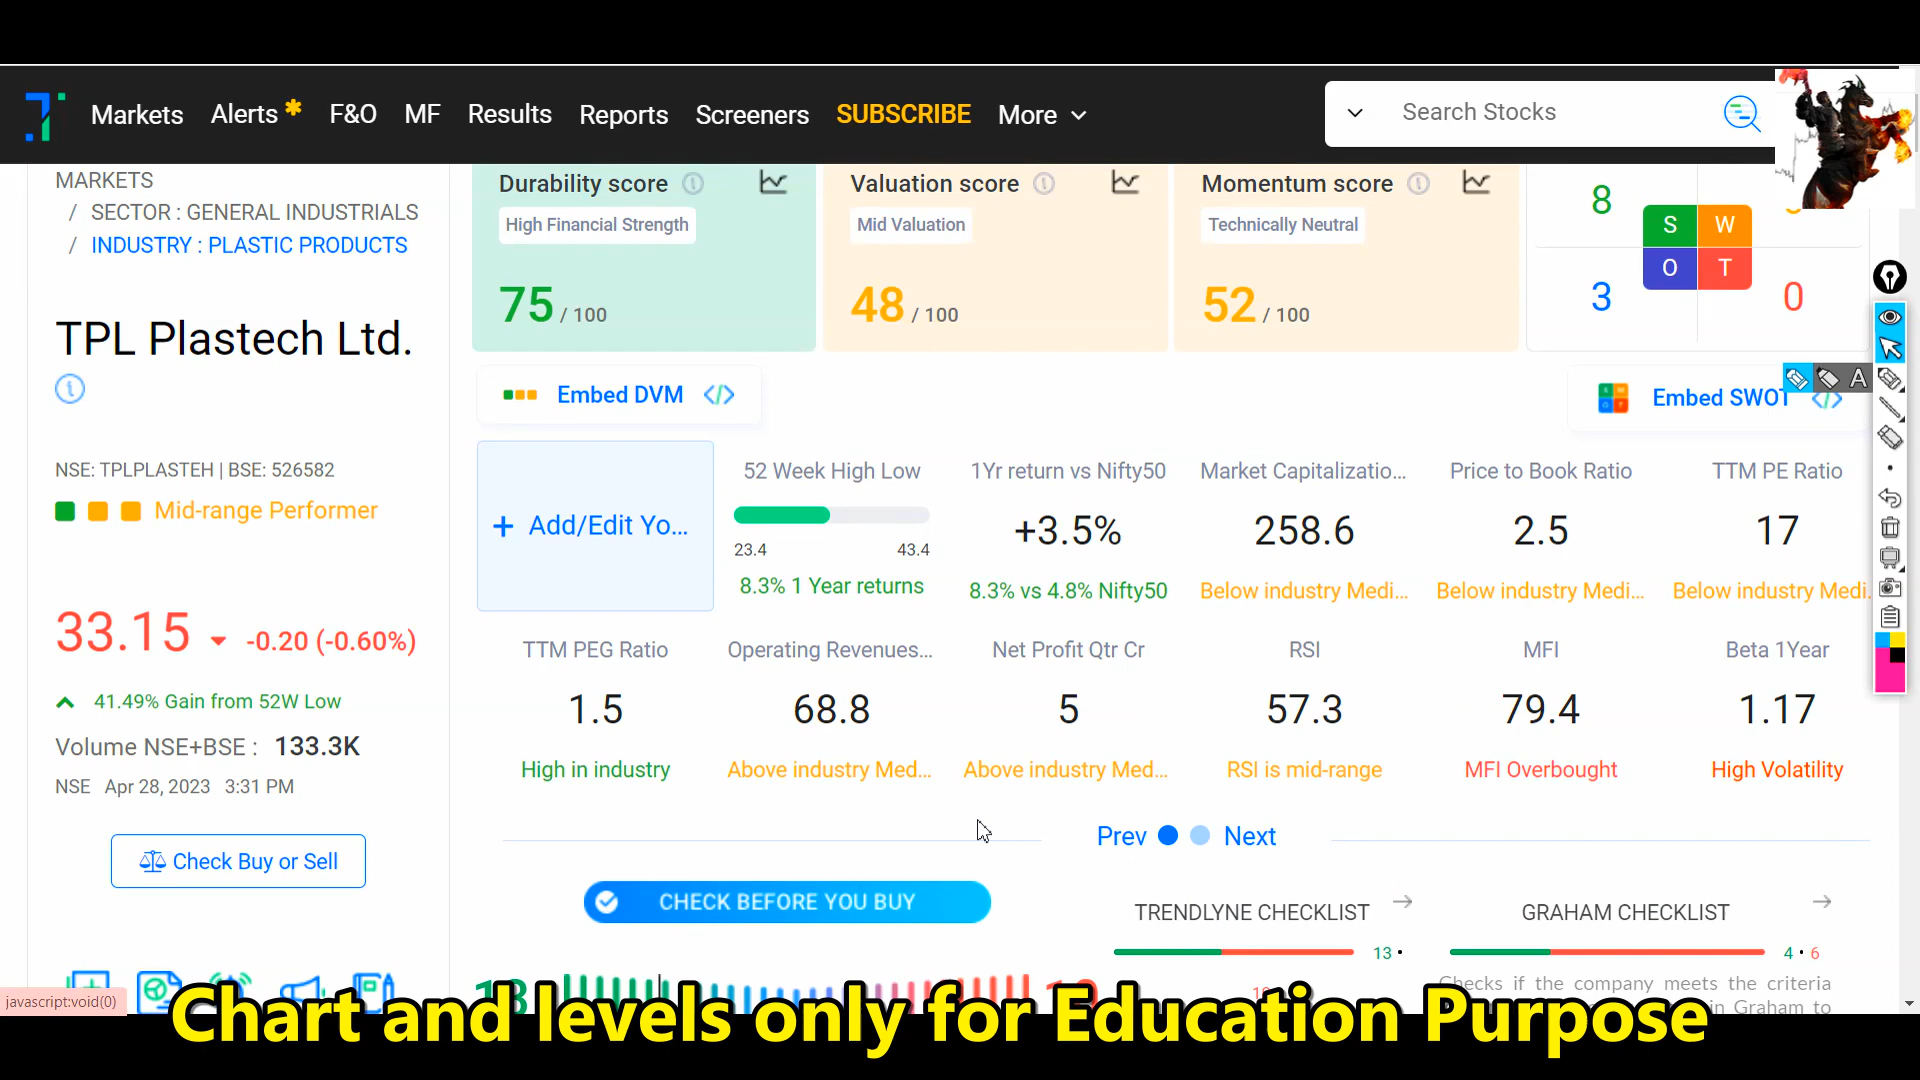 Markets Alerts F&O MF Results Reports Screeners SUBSCRIBE More Search Stocks
MARKETS
/ SECTOR : GENERAL INDUSTRIALS
/ INDUSTRY : PLASTIC PRODUCTS
TPL Plastech Ltd.
NSE: TPLPLASTEH | BSE: 526582
Mid-range Performer
33.15 -0.20 (-0.60%)
41.49% Gain from 52W Low
Volume NSE+BSE : 133.3K
NSE Apr 28, 2023 3:31 PM
Check Buy or Sell
Durability score
High Financial Strength
75 / 100
Valuation score
Mid Valuation
48 / 100
Momentum score
Technically Neutral
52 / 100
8
S W
O T
3 0
Embed DVM </>
Embed SWOT </>
A
+ Add/Edit Yo...
52 Week High Low
23.4 43.4
8.3% 1 Year returns
1Yr return vs Nifty50
+3.5%
8.3% vs 4.8% Nifty50
Market Capitalizatio...
258.6
Below industry Medi...
Price to Book Ratio
2.5
Below industry Medi...
TTM PE Ratio
17
Below industry Medi.
TTM PEG Ratio
1.5
High in industry
Operating Revenues...
68.8
Above industry Med...
Net Profit Qtr Cr
5
Above industry Med...
RSI
57.3
RSI is mid-range
MFI
79.4
MFI Overbought
Beta 1Year
1.17
High Volatility
Prev Next
CHECK BEFORE YOU BUY
TRENDLYNE CHECKLIST
13
GRAHAM CHECKLIST
4 • 6
Checks if the company meets the criteria
in Graham to
javascript:void(0)
Chart and levels only for Education Purpose